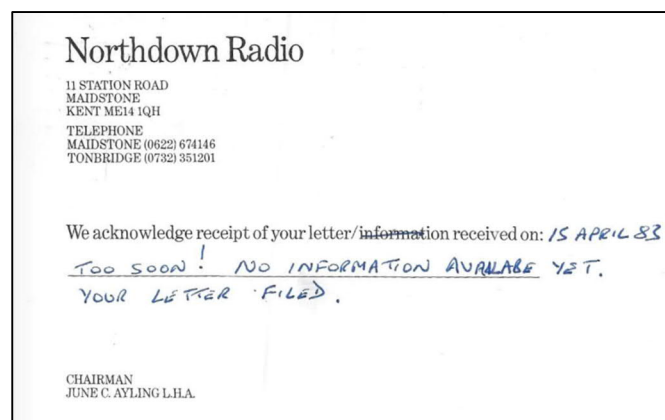 Northdown Radio
11 STATION ROAD
MAIDSTONE
KENT ME14 1QH
TELEPHONE
MAIDSTONE (0622) 674146
TONBRIDGE (0732) 351201
We acknowledge receipt of your letter/information received on: 15 APRIL 83
TOO SOON! NO INFORMATION AVAILABE YET.
YOUR LETTER FILED.
CHAIRMAN
JUNE C. AYLING L.H.A.